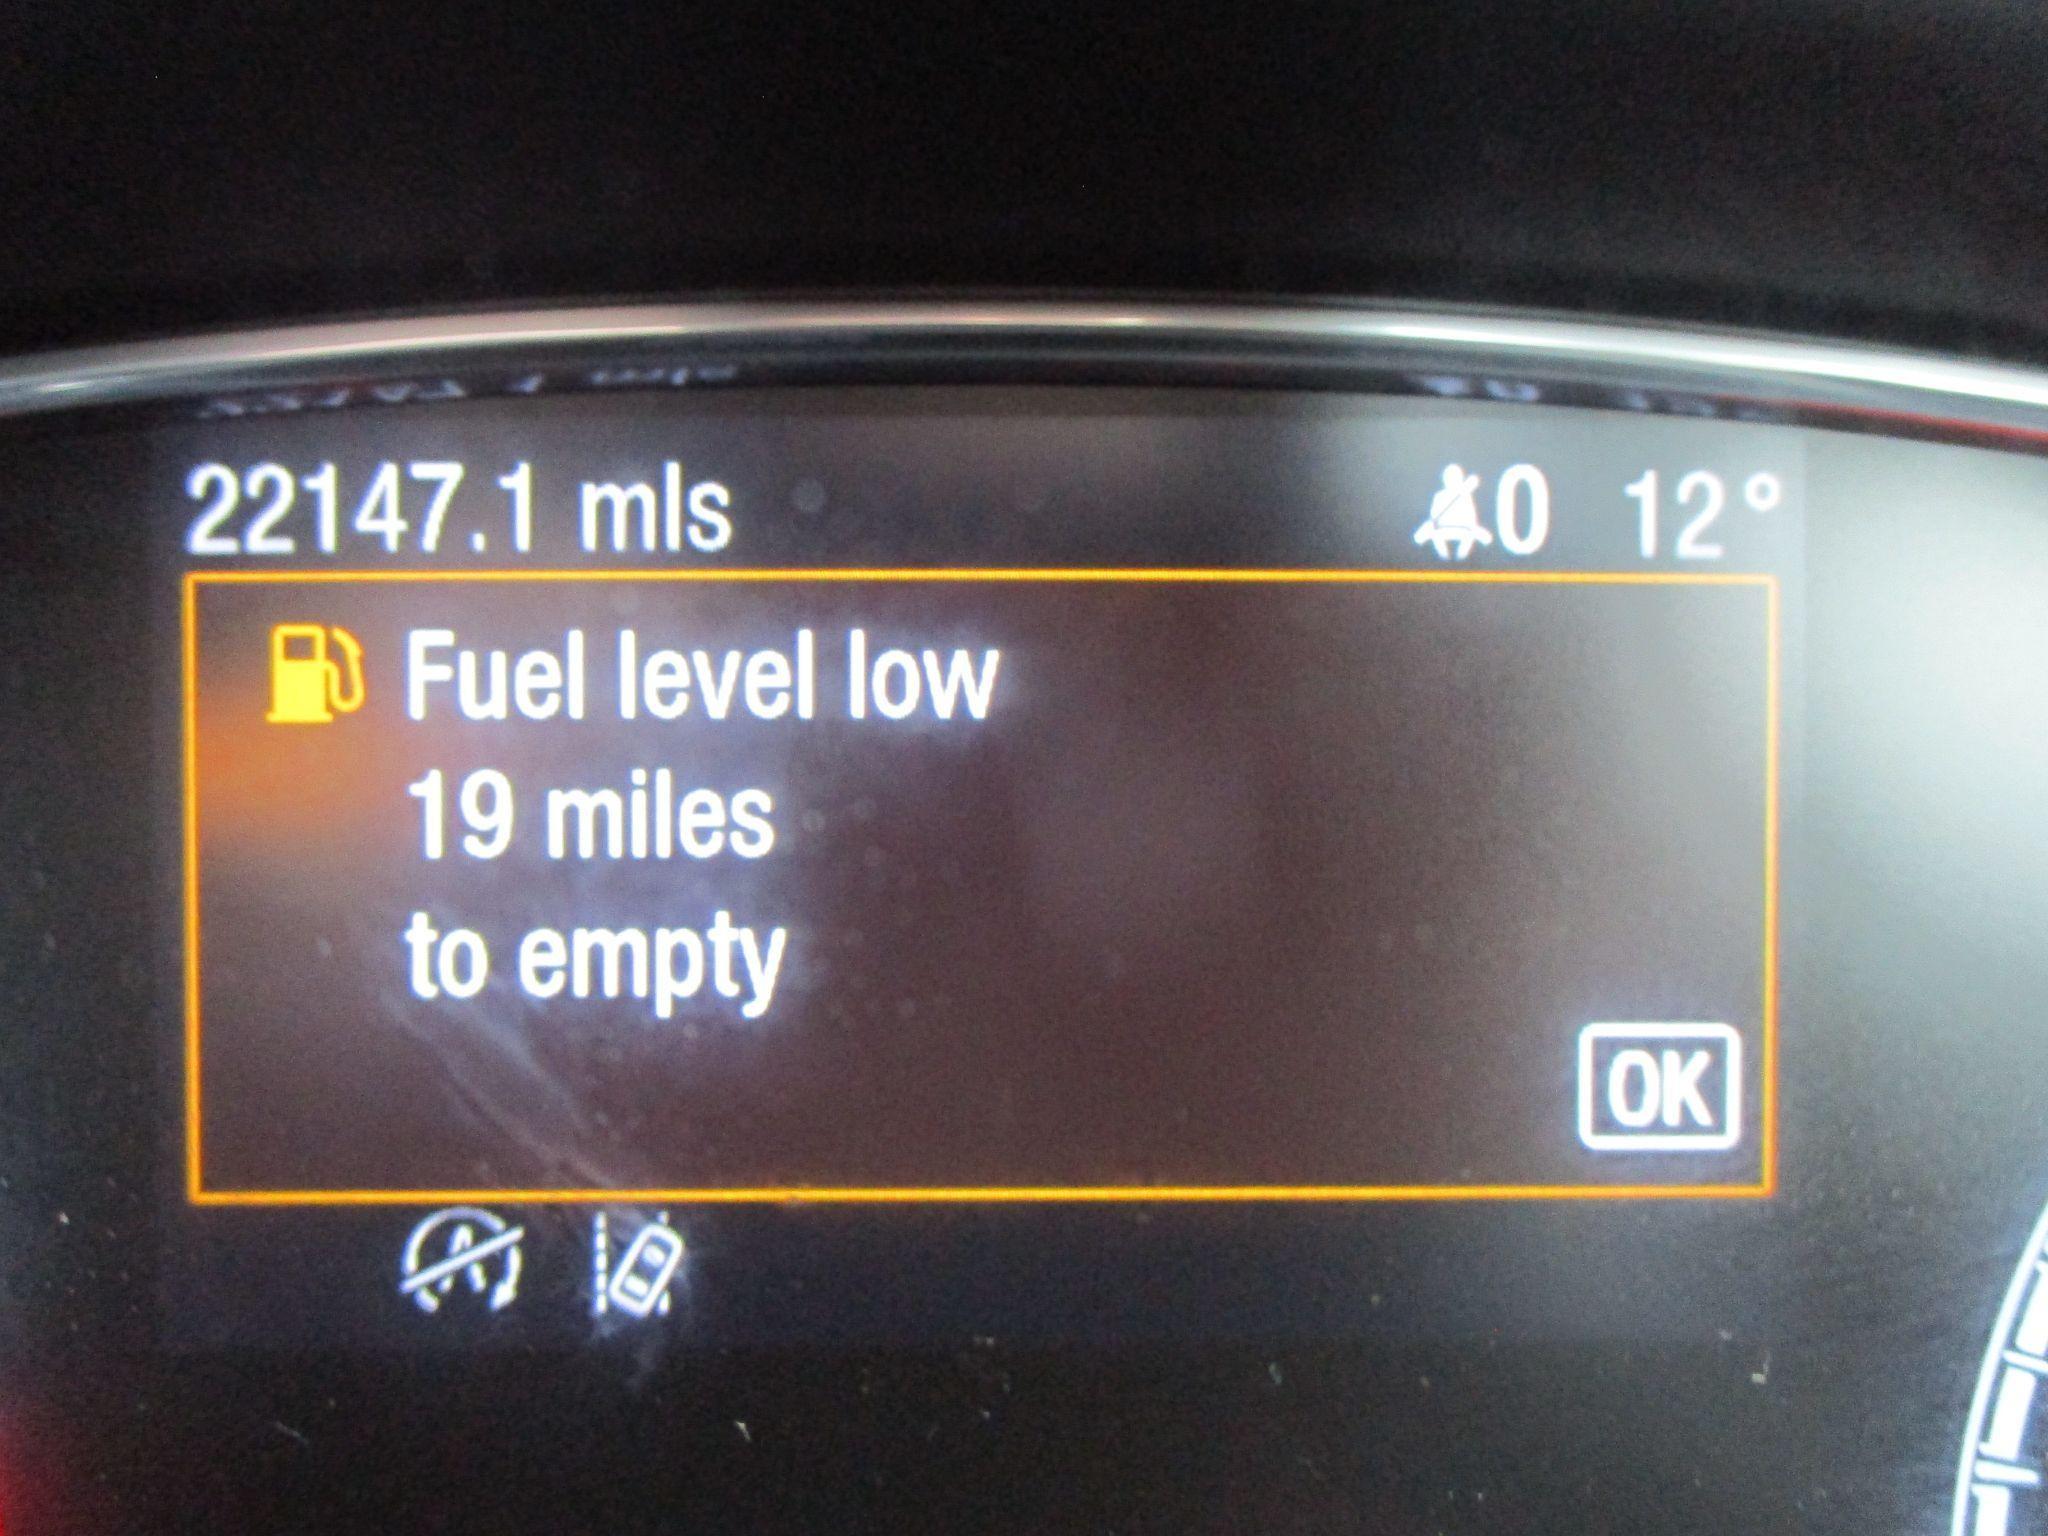 22147.1 mls 0 12°
Fuel level low
19 miles
to empty
OK